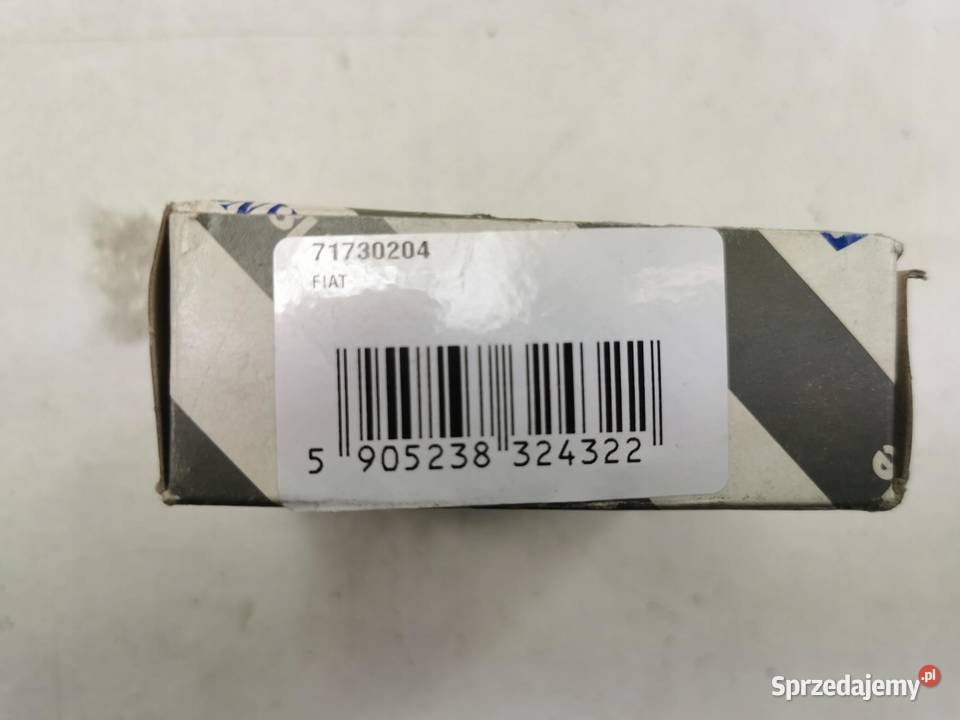 71730204
FIAT
5 905238 324322
Sprzedajemy.pl